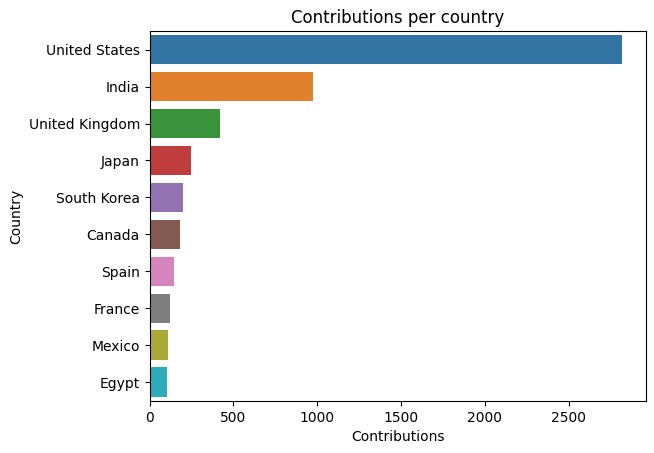 Contributions per country
Country
United States
India
United Kingdom
Japan
South Korea
Canada
Spain
France
Mexico
Egypt
0 500 1000 1500 2000 2500
Contributions